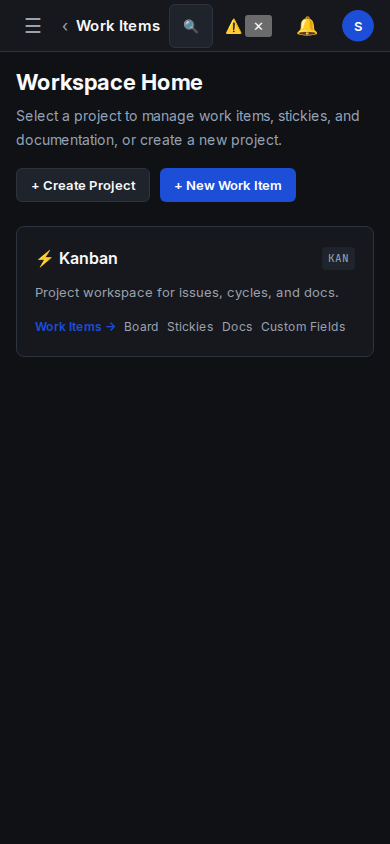 Work Items
S
Workspace Home
Select a project to manage work items, stickies, and
documentation, or create a new project.
+ Create Project + New Work Item
Kanban KAN
Project workspace for issues, cycles, and docs.
Work Items → Board Stickies Docs Custom Fields